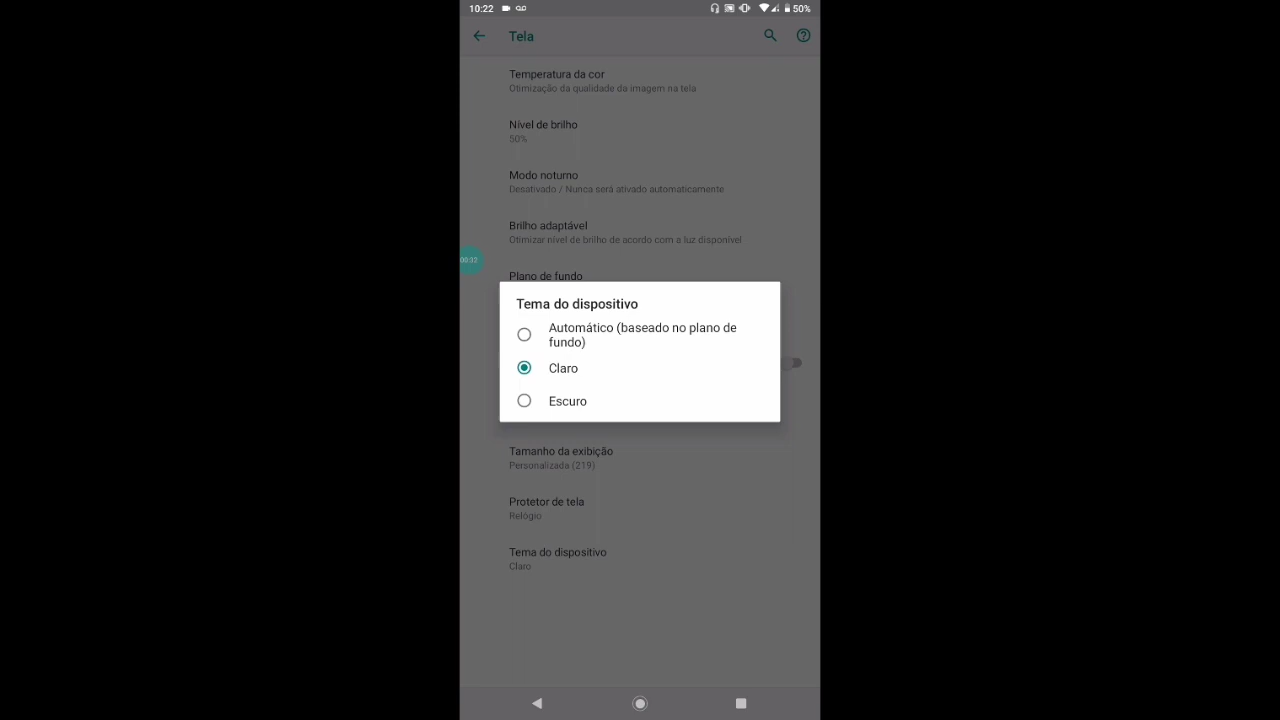 10:22
50%
Tela
Temperatura da cor
Otimização da qualidade da imagem na tela
Nível de brilho
50%
Modo noturno
Desativado / Nunca será ativado automaticamente
Brilho adaptável
Otimizar nível de brilho de acordo com a luz disponível
00:32
Plano de fundo
Tema do dispositivo
Automático (baseado no plano de
fundo)
Claro
Escuro
Tamanho da exibição
Personalizada (219)
Protetor de tela
Relógio
Tema do dispositivo
Claro